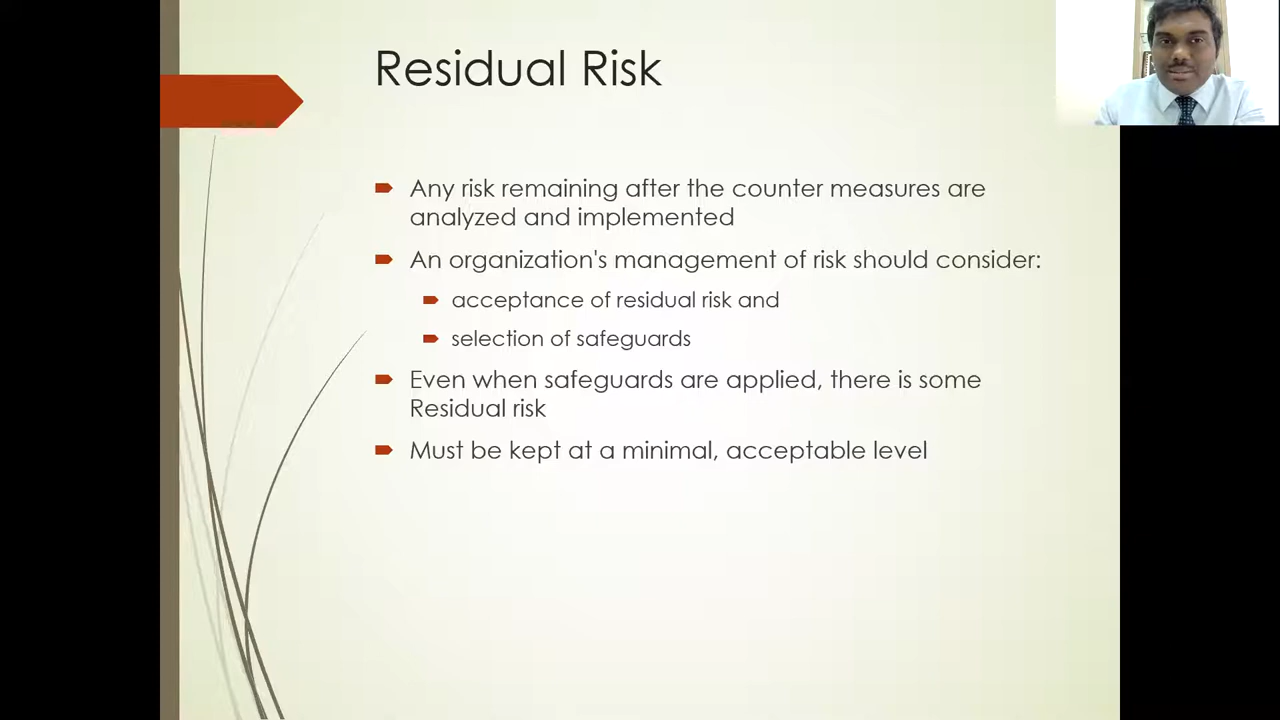 Residual Risk
Any risk remaining after the counter measures are
analyzed and implemented
An organization's management of risk should consider:
acceptance of residual risk and
selection of safeguards
Even when safeguards are applied, there is some
Residual risk
Must be kept at a minimal, acceptable level